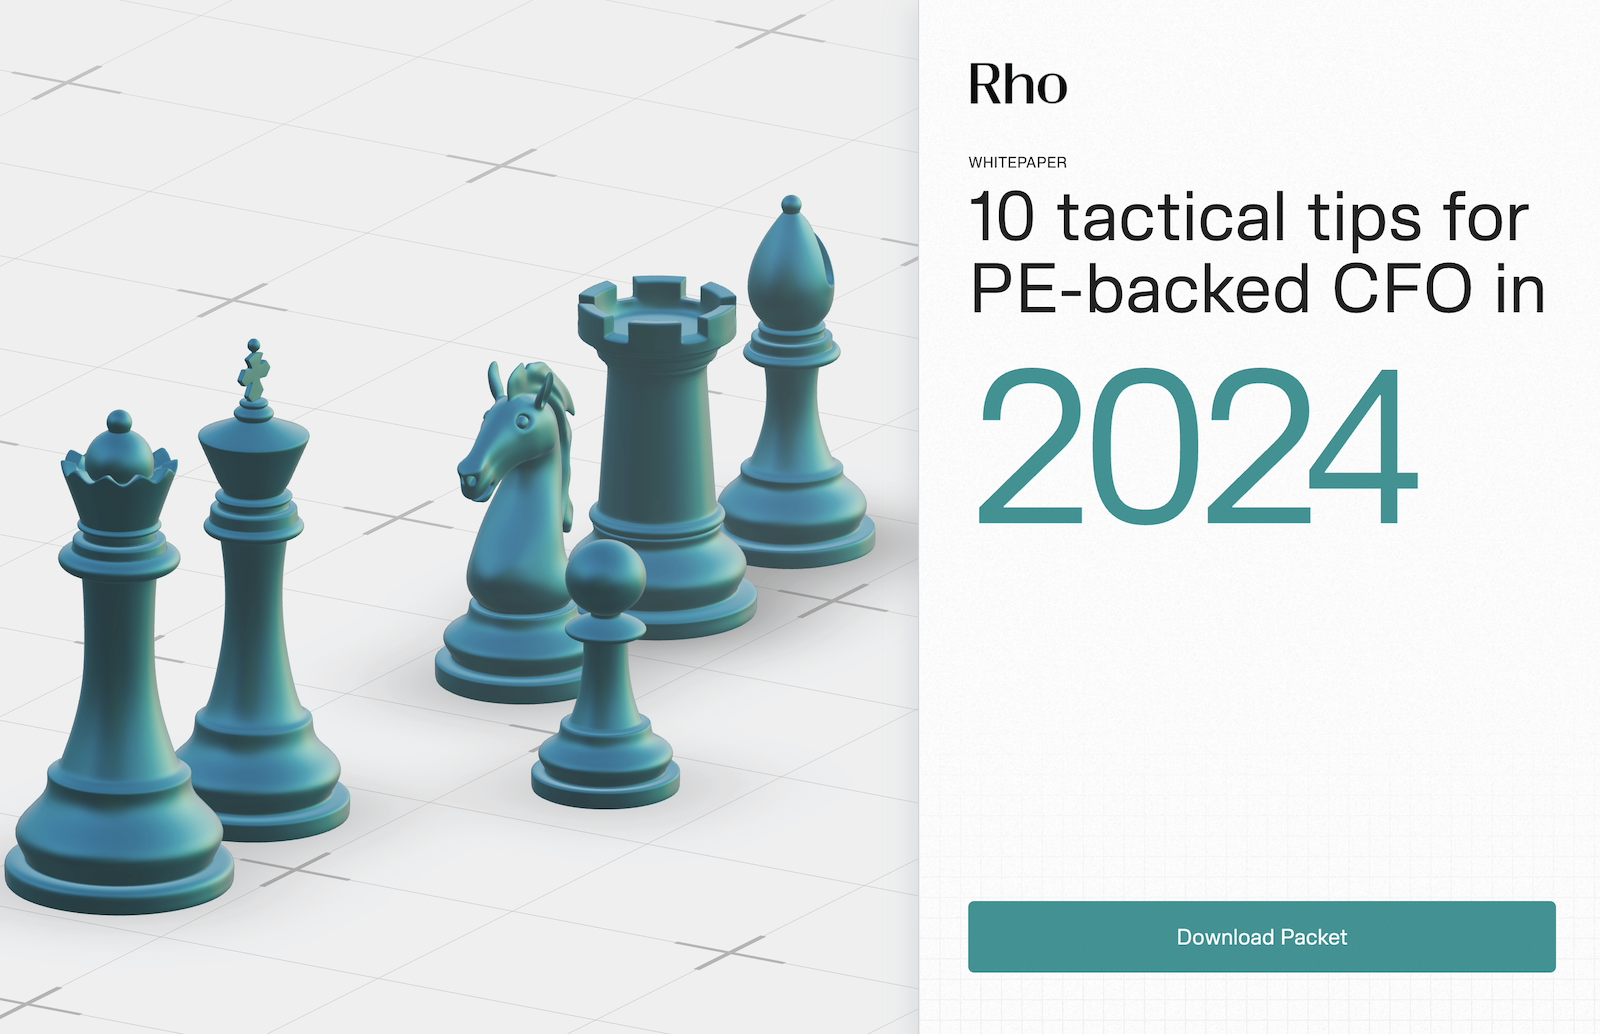 Rho
WHITEPAPER
10 tactical tips for
PE-backed CFO in
2024
Download Packet